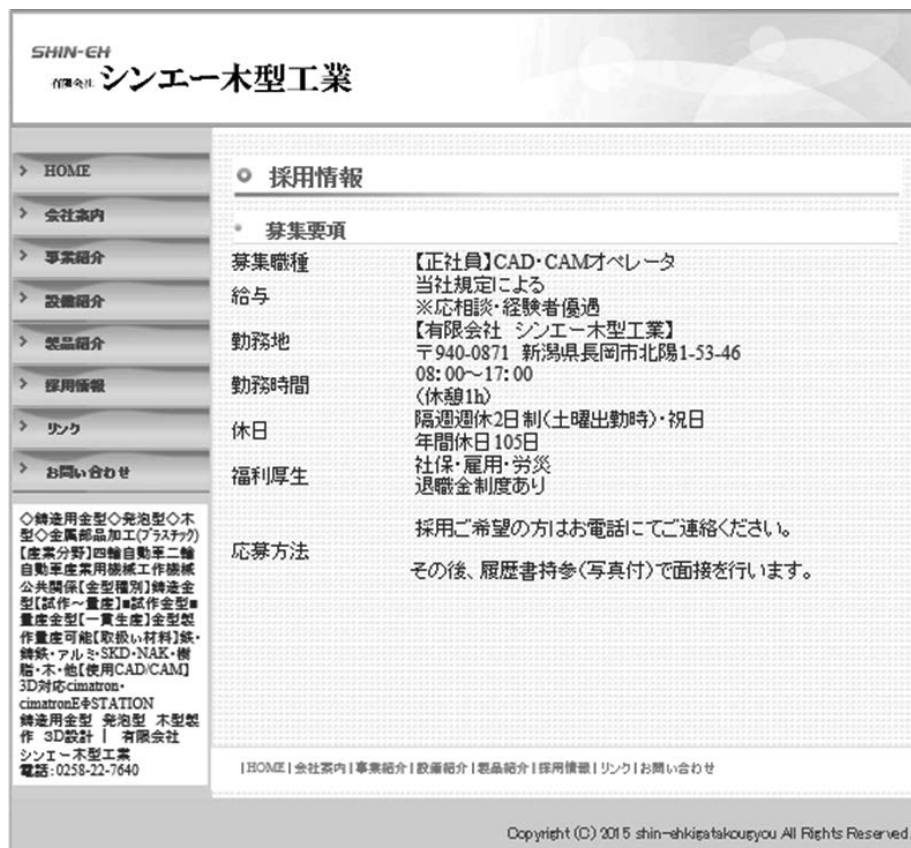 SHIN-EH
有限会社 シンエー木型工業
HOME
会社案内
事業紹介
設備紹介
製品紹介
採用情報
リンク
お問い合わせ
◇鋳造用金型◇発泡型◇木
型◇金属部品加工(プラスチック)
【産業分野】四輪自動車二輪
自動車産業用機械工作機械
公共関係【金型種別】鋳造金
型【試作～量産】■試作金型■
量産金型【一貫生産】金型製
作量産可能【取扱い材料】鉄・
鋳鉄・アルミ・SKD・NAK・樹
脂・木・他【使用CAD/CAM】
3D対応cimatron・
cimatronEΦSTATION
鋳造用金型 発泡型 木型製
作 3D設計 | 有限会社
シンエー木型工業
電話:0258-22-7640
採用情報
募集要項
募集職種 【正社員】CAD・CAMオペレータ
給与 当社規定による
※応相談・経験者優遇
勤務地 【有限会社 シンエー木型工業】
〒940-0871 新潟県長岡市北陽1-53-46
勤務時間 08:00～17:00
(休憩1h)
休日 隔週週休2日制(土曜出勤時)・祝日
年間休日105日
福利厚生 社保・雇用・労災
退職金制度あり
応募方法 採用ご希望の方はお電話にてご連絡ください。
その後、履歴書持参(写真付)で面接を行います。
|HOME|会社案内|事業紹介|設備紹介|製品紹介|採用情報|リンク|お問い合わせ
Copyright (C) 2015 shin-ehkigatakougyou All Rights Reserved.